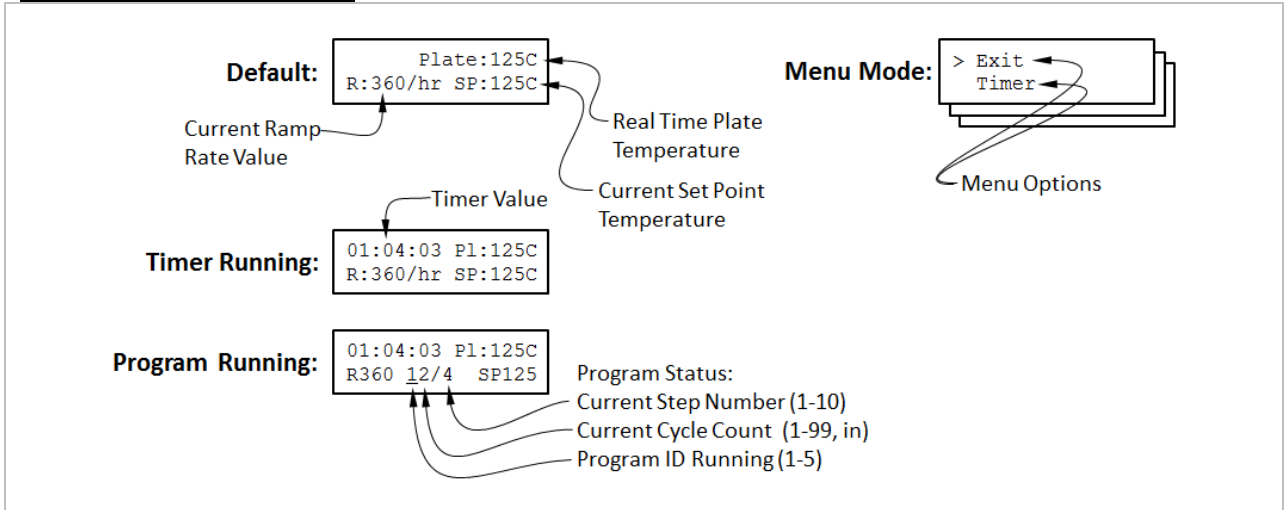 Default:
Plate:125C
R:360/hr SP:125C
Current Ramp
Rate Value
Real Time Plate
Temperature
Current Set Point
Temperature
Menu Mode:
> Exit
Timer
Menu Options
Timer Value
Timer Running:
01:04:03 Pl:125C
R:360/hr SP:125C
Program Running:
01:04:03 Pl:125C
R360 12/4 SP125
Program Status:
Current Step Number (1-10)
Current Cycle Count (1-99, in)
Program ID Running (1-5)